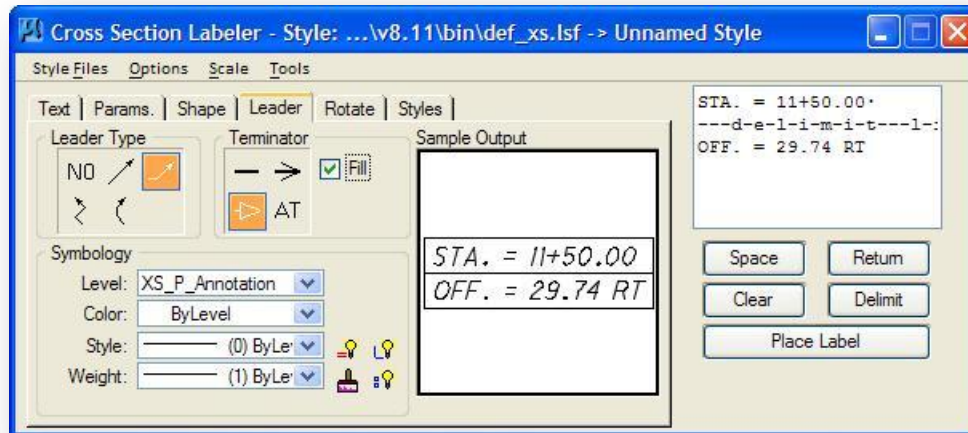 Cross Section Labeler - Style: ...\v8.11\bin\def_xs.lsf -> Unnamed Style
Style Files Options Scale Tools
Text Params. Shape Leader Rotate Styles
Leader Type
NO
Terminator
Fill
AT
Symbology
Level: XS_P_Annotation
Color: ByLevel
Style: (0) ByLe
Weight: (1) ByLe
Sample Output
STA. = 11+50.00
OFF. = 29.74 RT
STA. = 11+50.00·
---d-e-l-i-m-i-t---l-
OFF. = 29.74 RT
Space Return
Clear Delimit
Place Label